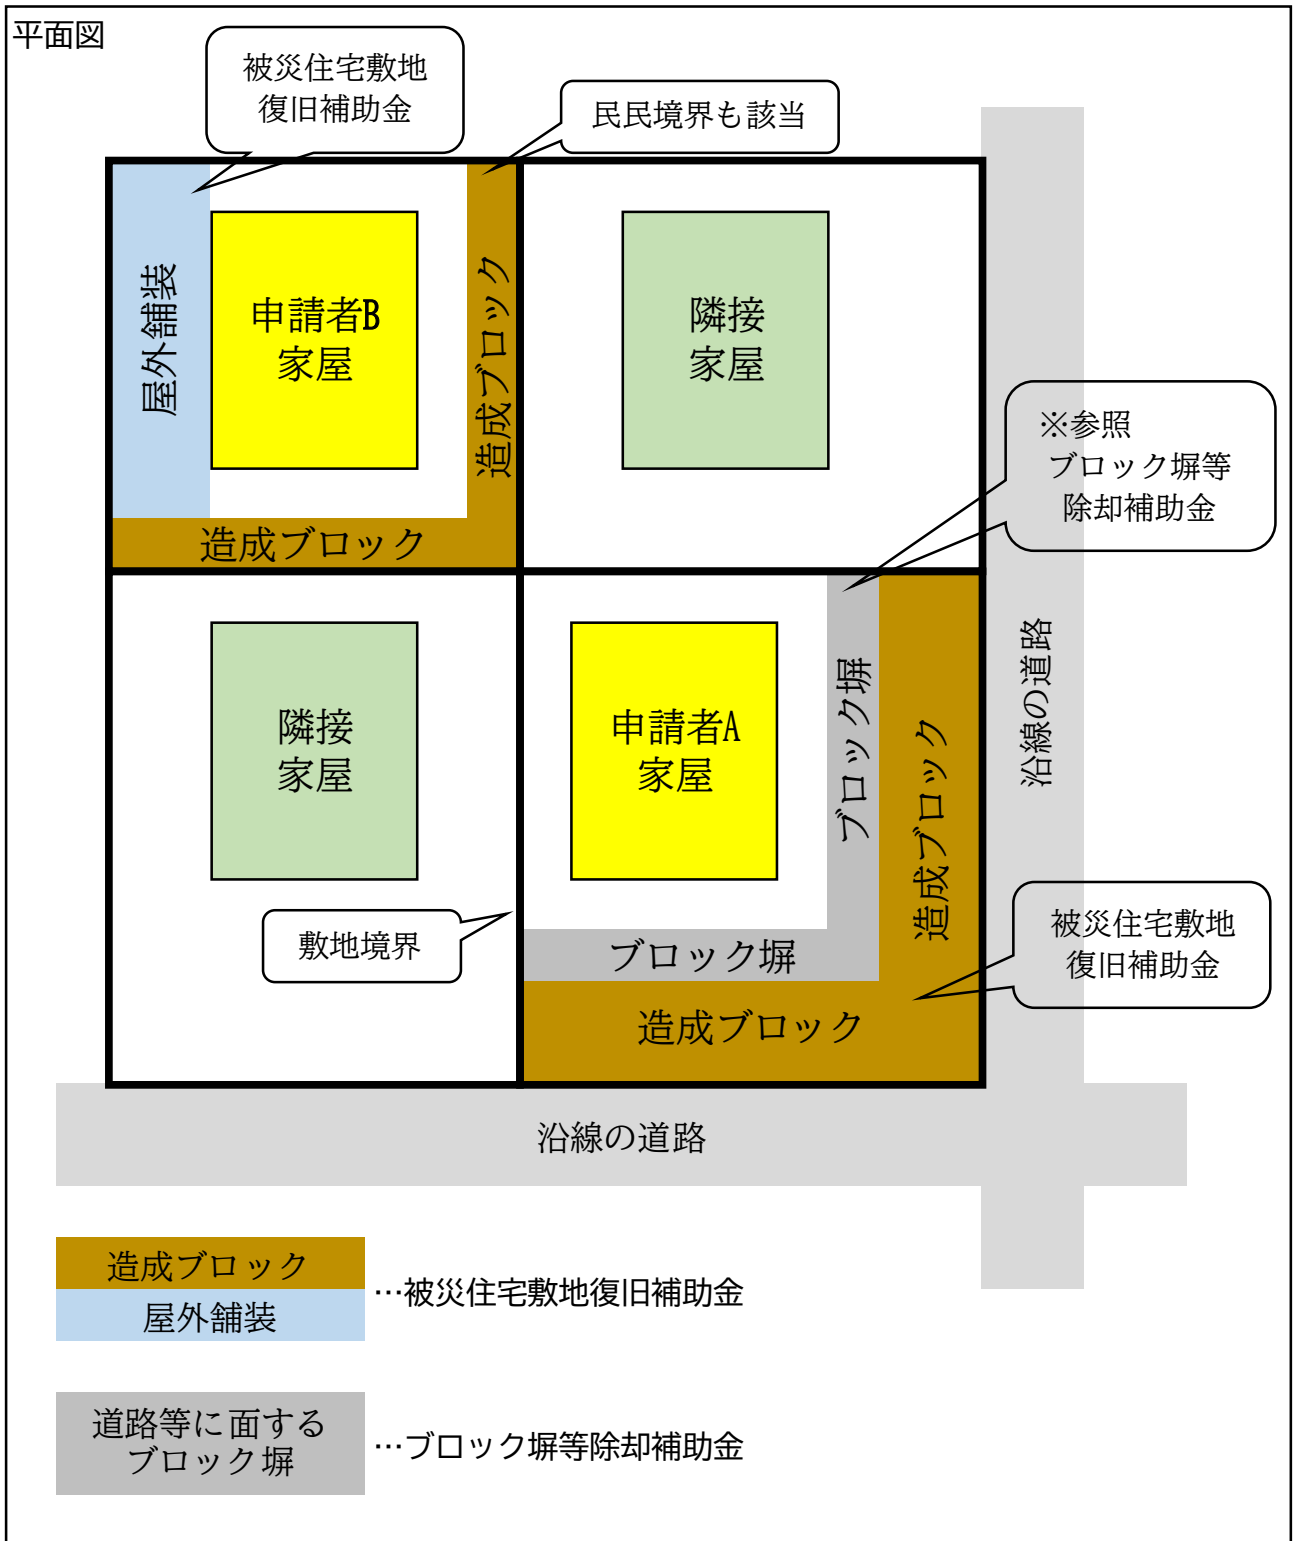 平面図
被災住宅敷地
復旧補助金
民民境界も該当
屋外舗装
申請者B
家屋
造成ブロック
隣接
家屋
造成ブロック
※参照
ブロック塀等
除却補助金
隣接
家屋
申請者A
家屋
ブロック塀
造成ブロック
沿線の道路
敷地境界
ブロック塀
造成ブロック
被災住宅敷地
復旧補助金
沿線の道路
造成ブロック
屋外舗装
…被災住宅敷地復旧補助金
道路等に面する
ブロック塀
…ブロック塀等除却補助金